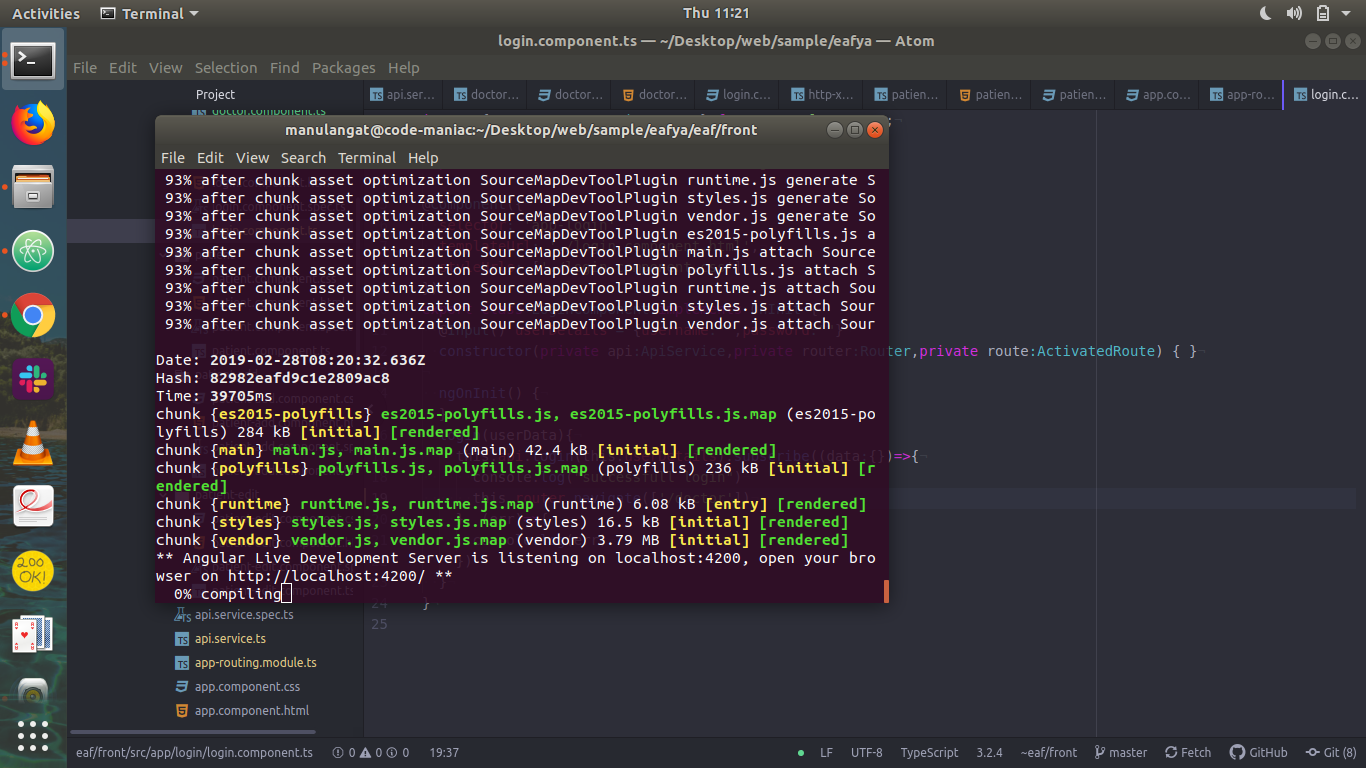 Activities Terminal Thu 11:21
login.component.ts — ~/Desktop/web/sample/eafya — Atom
File Edit View Selection Find Packages Help
Project
api.ser... doctor... doctor... doctor... login.c... http-x... patien... patien... patien... app.co... app-ro... login.c...
doctor.component.ts
manulangat@code-maniac:~/Desktop/web/sample/eafya/eaf/front
File Edit View Search Terminal Help
93% after chunk asset optimization SourceMapDevToolPlugin runtime.js generate S
93% after chunk asset optimization SourceMapDevToolPlugin styles.js generate So
93% after chunk asset optimization SourceMapDevToolPlugin vendor.js generate So
93% after chunk asset optimization SourceMapDevToolPlugin es2015-polyfills.js a
93% after chunk asset optimization SourceMapDevToolPlugin main.js attach Source
93% after chunk asset optimization SourceMapDevToolPlugin polyfills.js attach S
93% after chunk asset optimization SourceMapDevToolPlugin runtime.js attach Sou
93% after chunk asset optimization SourceMapDevToolPlugin styles.js attach Sour
93% after chunk asset optimization SourceMapDevToolPlugin vendor.js attach Sour
constructor(private api:ApiService,private router:Router,private route:ActivatedRoute) { }
Date: 2019-02-28T08:20:32.636Z
Hash: 82982eafd9c1e2809ac8
Time: 39705ms
ngOnInit() {
chunk {es2015-polyfills} es2015-polyfills.js, es2015-polyfills.js.map (es2015-po
lyfills) 284 kB [initial] [rendered]
chunk {main} main.js, main.js.map (main) 42.4 kB [initial] [rendered]
chunk {polyfills} polyfills.js, polyfills.js.map (polyfills) 236 kB [initial] [r
endered]
chunk {runtime} runtime.js, runtime.js.map (runtime) 6.08 kB [entry] [rendered]
chunk {styles} styles.js, styles.js.map (styles) 16.5 kB [initial] [rendered]
chunk {vendor} vendor.js, vendor.js.map (vendor) 3.79 MB [initial] [rendered]
** Angular Live Development Server is listening on localhost:4200, open your bro
wser on http://localhost:4200/ **
0% compiling
24 }
25
api.service.spec.ts
api.service.ts
app-routing.module.ts
app.component.css
app.component.html
200 OK!
eaf/front/src/app/login/login.component.ts 0 0 0 19:37 LF UTF-8 TypeScript 3.2.4 ~eaf/front master Fetch GitHub Git (8)